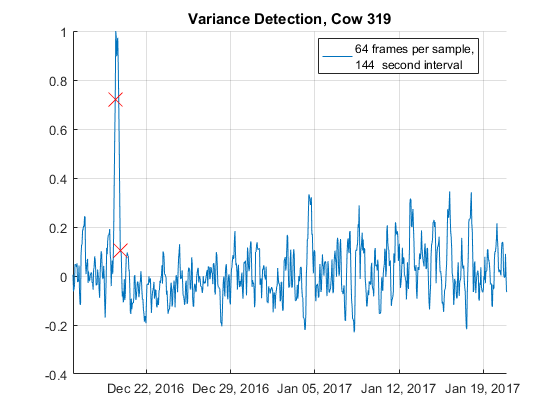 Variance Detection, Cow 319
64 frames per sample,
144 second interval
1
0.8
0.6
0.4
0.2
0
-0.2
-0.4
Dec 22, 2016 Dec 29, 2016 Jan 05, 2017 Jan 12, 2017 Jan 19, 2017